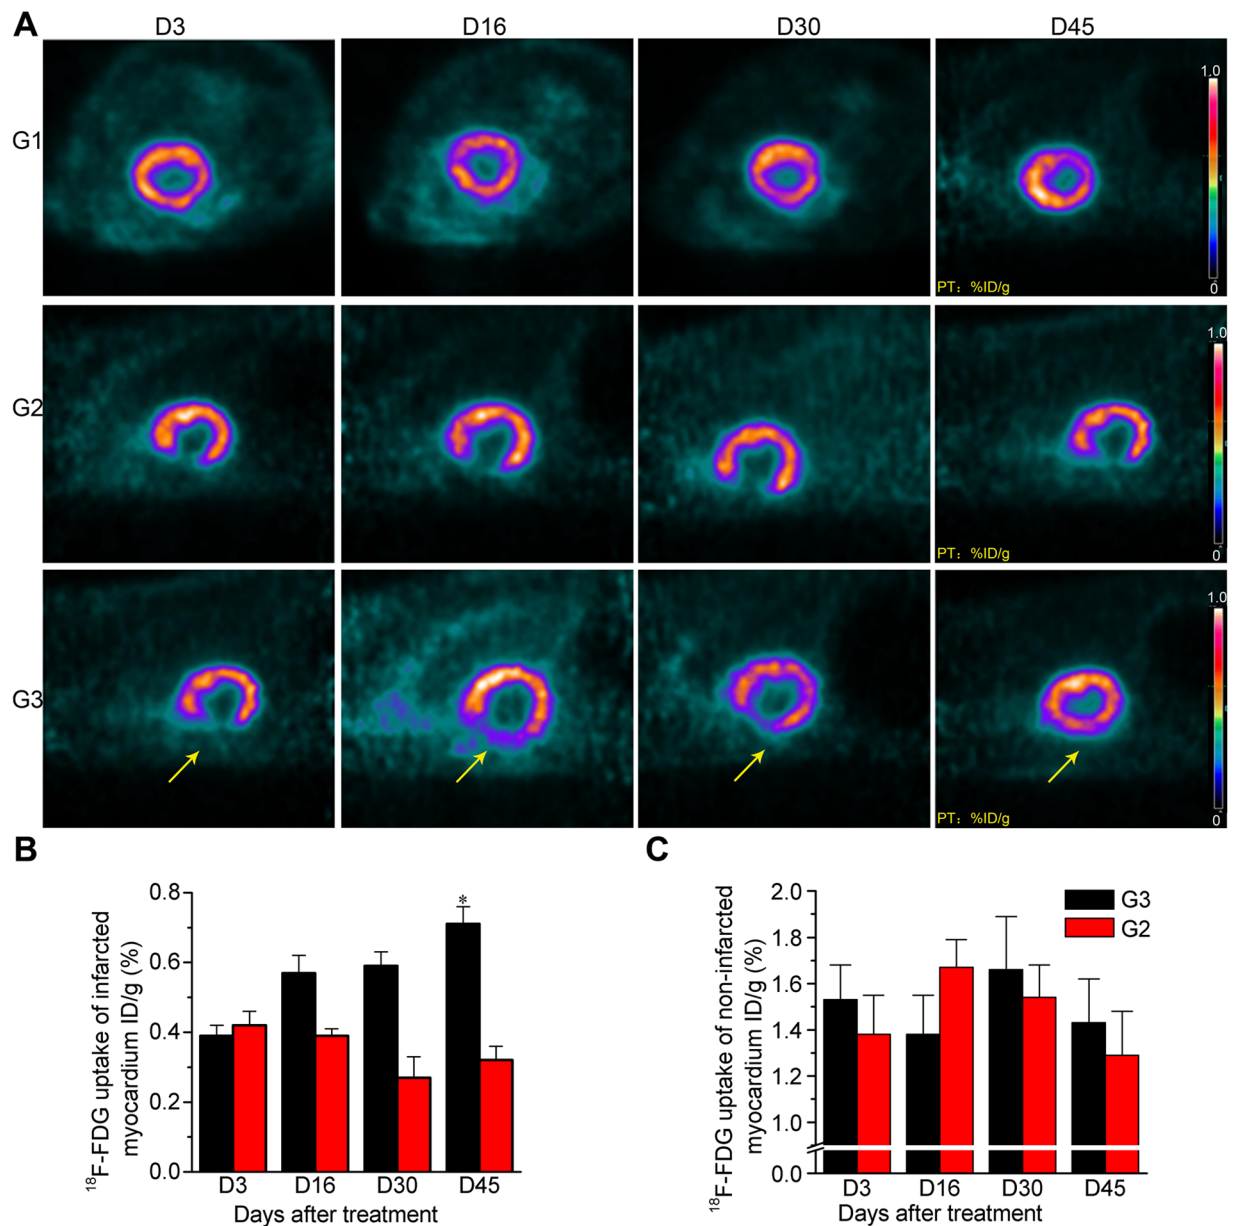 A
D3 D16 D30 D45
G1
1.0
PT: %ID/g
0
G2
1.0
PT: %ID/g
0
G3
1.0
PT: %ID/g
0
B
¹⁸F-FDG uptake of infarcted
myocardium ID/g (%)
0.8
0.6
0.4
0.2
0.0
*
D3 D16 D30 D45
Days after treatment
C
¹⁸F-FDG uptake of non-infarcted
myocardium ID/g (%)
2.0
1.8
1.6
1.4
1.2
1.0
0.0
G3
G2
D3 D16 D30 D45
Days after treatment